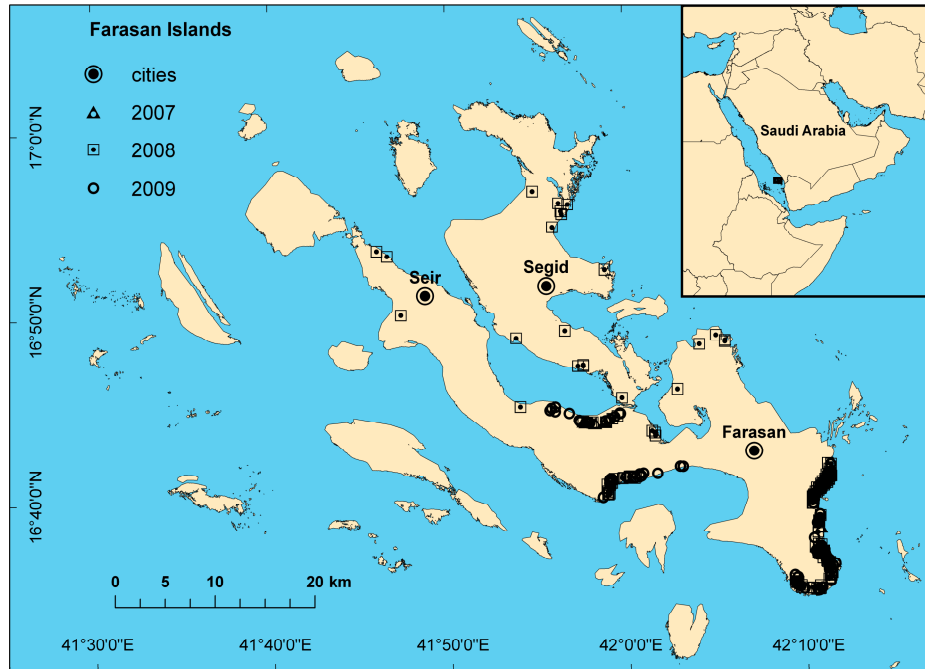 Farasan Islands
cities
2007
2008
2009
Saudi Arabia
Seir
Segid
Farasan
17°0'0"N
16°50'0"N
16°40'0"N
0 5 10 20 km
41°30'0"E 41°40'0"E 41°50'0"E 42°0'0"E 42°10'0"E